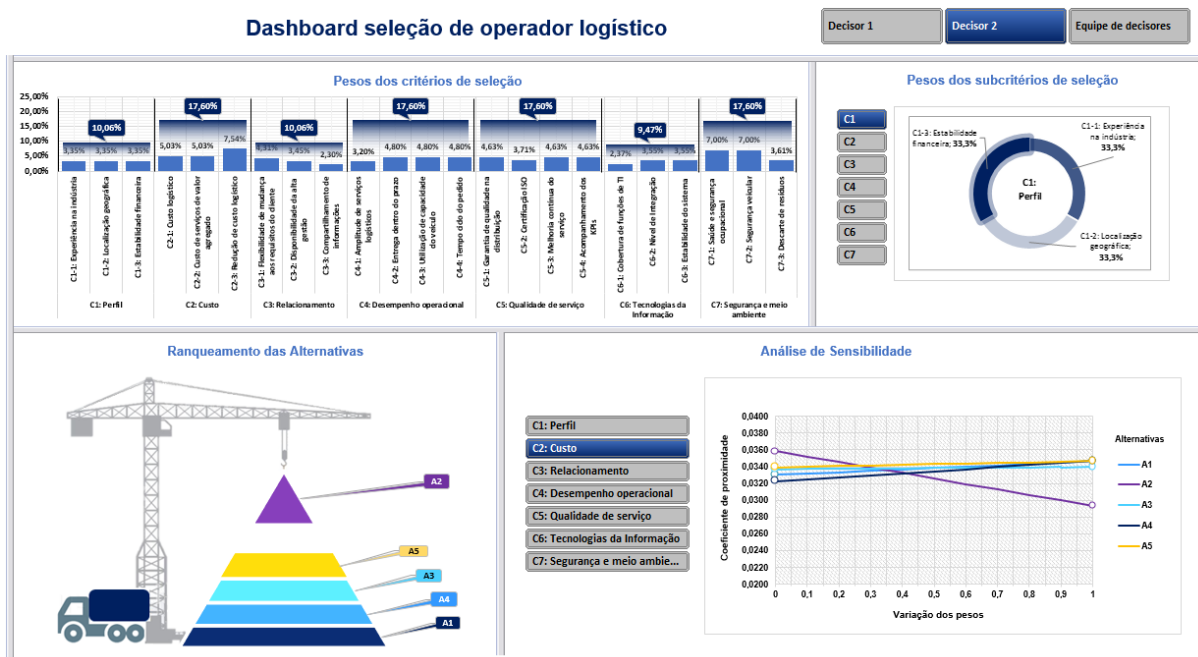 Dashboard seleção de operador logístico
Decisor 1
Decisor 2
Equipe de decisores
Pesos dos critérios de seleção
25,00%
20,00%
15,00%
10,00%
5,00%
0,00%
10,06%
17,60%
10,06%
17,60%
17,60%
9,47%
17,60%
3,35%
3,35%
3,35%
5,03%
5,03%
7,54%
4,31%
3,45%
2,30%
3,20%
4,80%
4,80%
4,80%
4,63%
3,71%
4,63%
4,63%
2,37%
3,55%
3,55%
7,00%
7,00%
3,61%
C1-1: Experiência na indústria
C1-2: Localização geográfica
C1-3: Estabilidade financeira
C2-1: Custo logístico
C2-2: Custo de serviços de valor
agregado
C2-3: Redução de custo logístico
C3-1: Flexibilidade de mudança
aos requisitos do cliente
C3-2: Disponibilidade da alta
gestão
C3-3: Compartilhamento de
informações
C4-1: Amplitude de serviços
logísticos
C4-2: Entrega dentro do prazo
C4-3: Utilização de capacidade
do veículo
C4-4: Tempo ciclo do pedido
C5-1: Garantia de qualidade na
distribuição
C5-2: Certificação ISO
C5-3: Melhoria contínua do
serviço
C5-4: Acompanhamento dos
KPIs
C6-1: Cobertura de funções de TI
C6-2: Nível de integração
C6-3: Estabilidade do sistema
C7-1: Saúde e segurança
ocupacional
C7-2: Segurança veicular
C7-3: Descarte de resíduos
C1: Perfil
C2: Custo
C3: Relacionamento
C4: Desempenho operacional
C5: Qualidade de serviço
C6: Tecnologias da
Informação
C7: Segurança e meio
ambiente
Pesos dos subcritérios de seleção
C1
C2
C3
C4
C5
C6
C7
C1-3: Estabilidade
financeira; 33,3%
C1-1: Experiência
na indústria;
33,3%
C1:
Perfil
C1-2: Localização
geográfica;
33,3%
Ranqueamento das Alternativas
A2
A5
A3
A4
A1
Análise de Sensibilidade
C1: Perfil
C2: Custo
C3: Relacionamento
C4: Desempenho operacional
C5: Qualidade de serviço
C6: Tecnologias da Informação
C7: Segurança e meio ambie...
Coeficiente de proximidade
0,0400
0,0380
0,0360
0,0340
0,0320
0,0300
0,0280
0,0260
0,0240
0,0220
0,0200
0 0,1 0,2 0,3 0,4 0,5 0,6 0,7 0,8 0,9 1
Variação dos pesos
Alternativas
A1
A2
A3
A4
A5